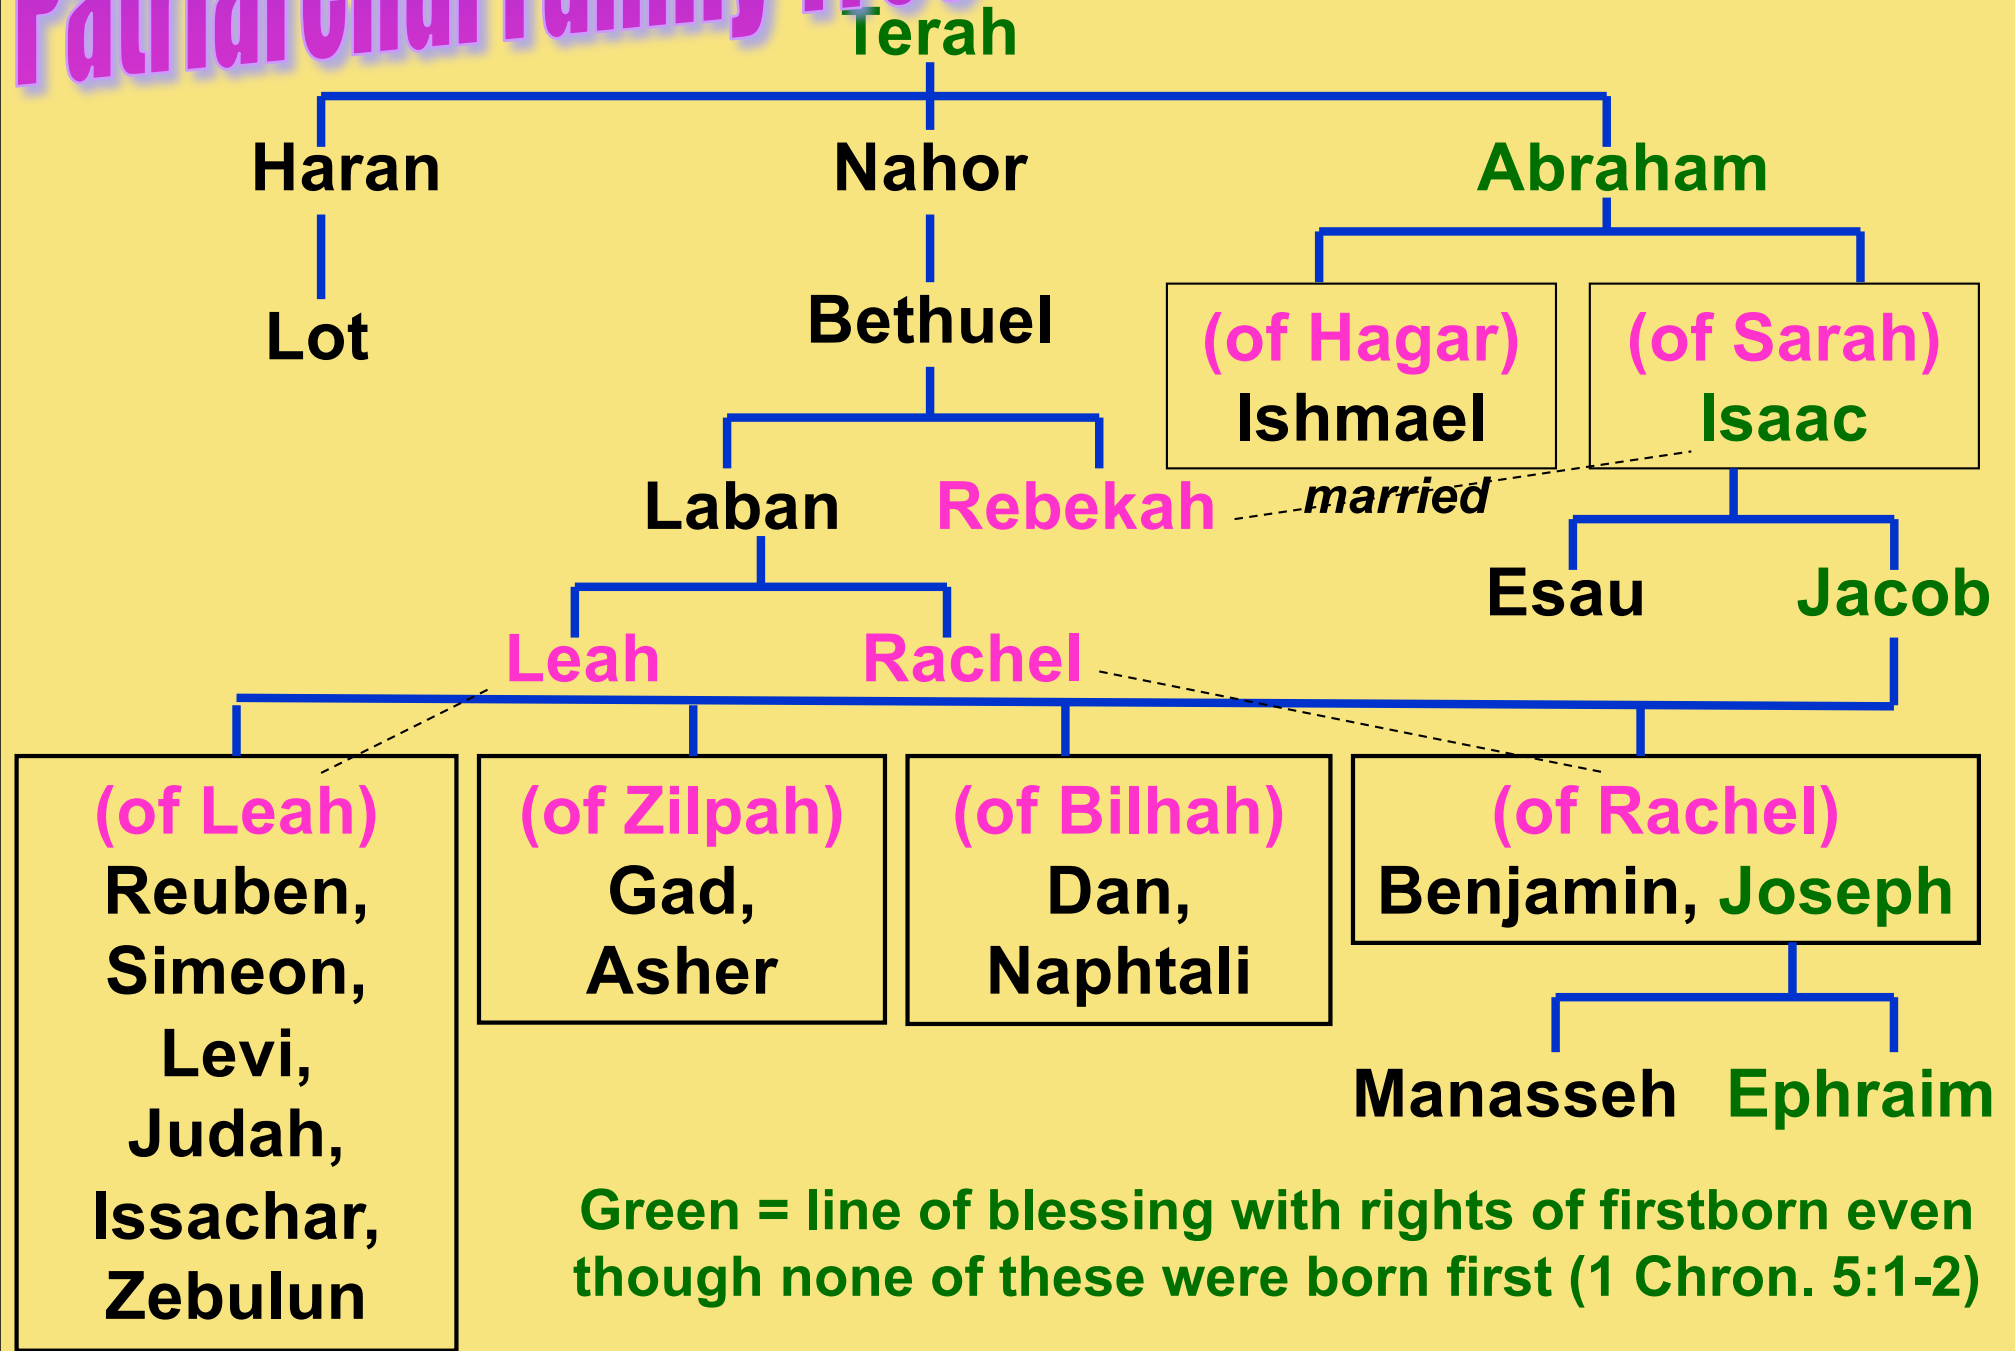 Patriarchal Family Tree
Terah
Haran Nahor Abraham
Lot Bethuel (of Hagar) (of Sarah)
Ishmael Isaac
Laban Rebekah married
Esau Jacob
Leah Rachel
(of Leah) (of Zilpah) (of Bilhah) (of Rachel)
Reuben, Gad, Dan, Benjamin, Joseph
Simeon, Asher Naphtali
Levi,
Manasseh Ephraim
Judah,
Issachar,
Zebulun
Green = line of blessing with rights of firstborn even
though none of these were born first (1 Chron. 5:1-2)